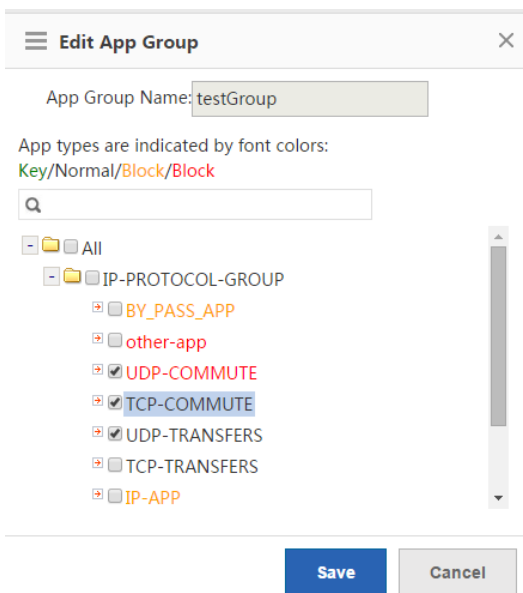 Edit App Group
App Group Name: testGroup
App types are indicated by font colors:
Key/Normal/Block/Block
All
IP-PROTOCOL-GROUP
BY_PASS_APP
other-app
UDP-COMMUTE
TCP-COMMUTE
UDP-TRANSFERS
TCP-TRANSFERS
IP-APP
Save Cancel